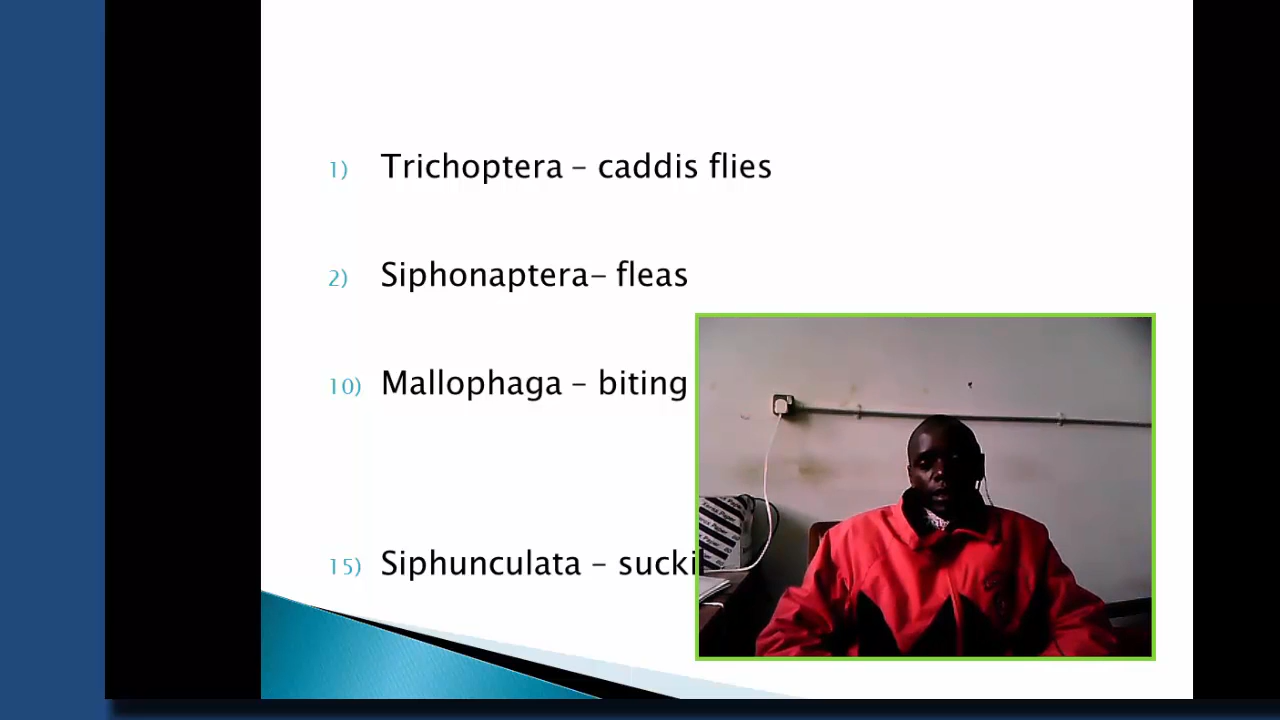 1) Trichoptera – caddis flies
2) Siphonaptera– fleas
10) Mallophaga – biting
15) Siphunculata – sucki